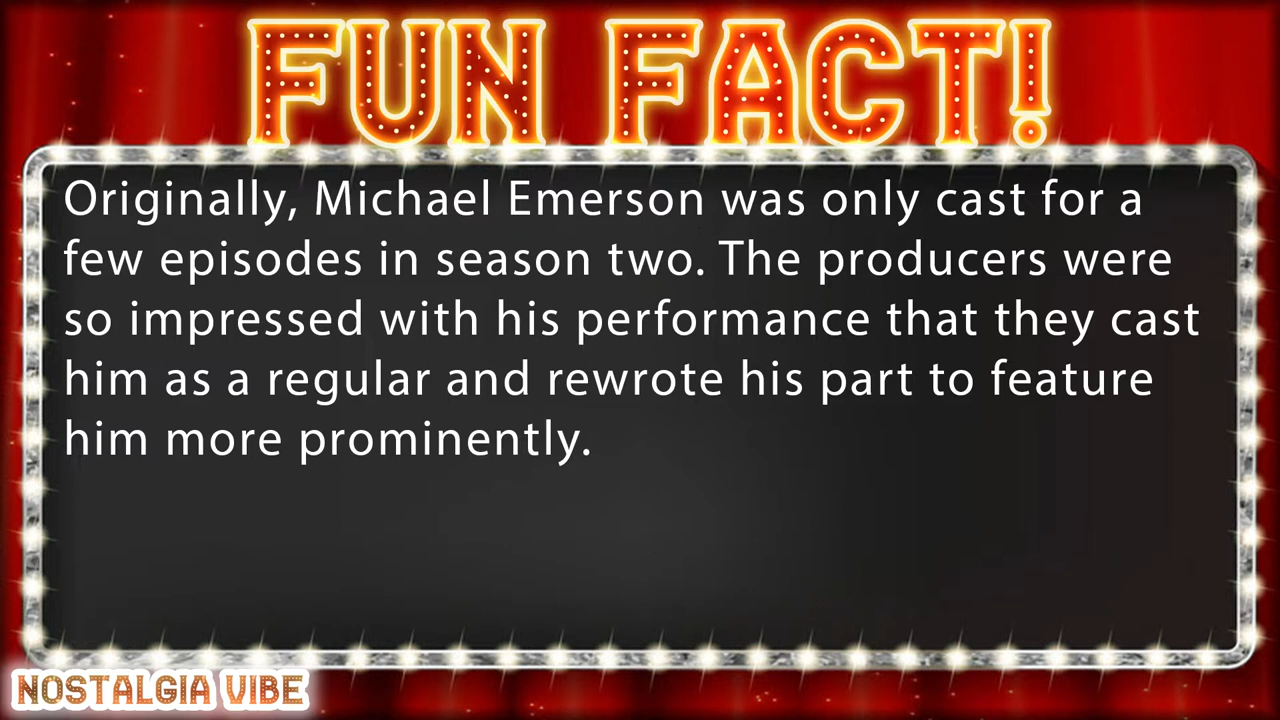 FUN FACT!
Originally, Michael Emerson was only cast for a
few episodes in season two. The producers were
so impressed with his performance that they cast
him as a regular and rewrote his part to feature
him more prominently.
NOSTALGIA VIBE